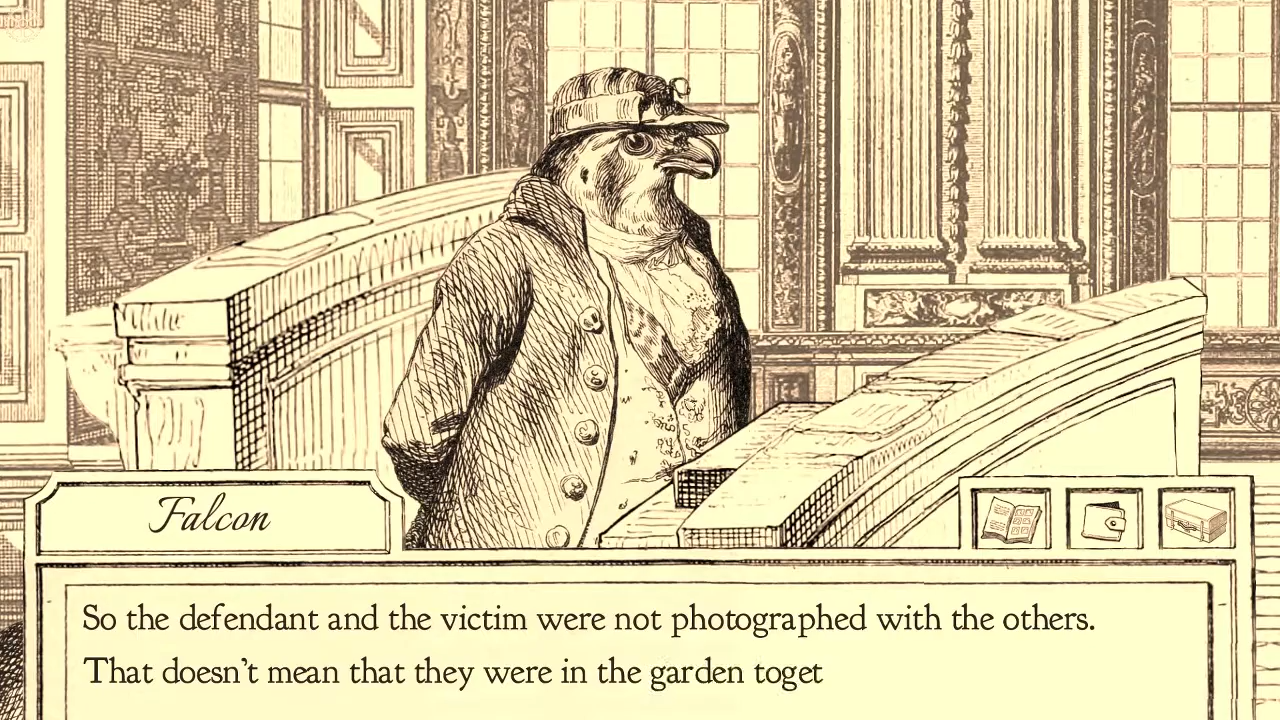 Falcon
So the defendant and the victim were not photographed with the others.
That doesn't mean that they were in the garden toget